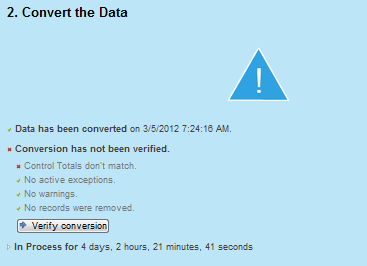 2. Convert the Data
!
Data has been converted on 3/5/2012 7:24:16 AM.
Conversion has not been verified.
Control Totals don't match.
No active exceptions.
No warnings.
No records were removed.
Verify conversion
In Process for 4 days, 2 hours, 21 minutes, 41 seconds